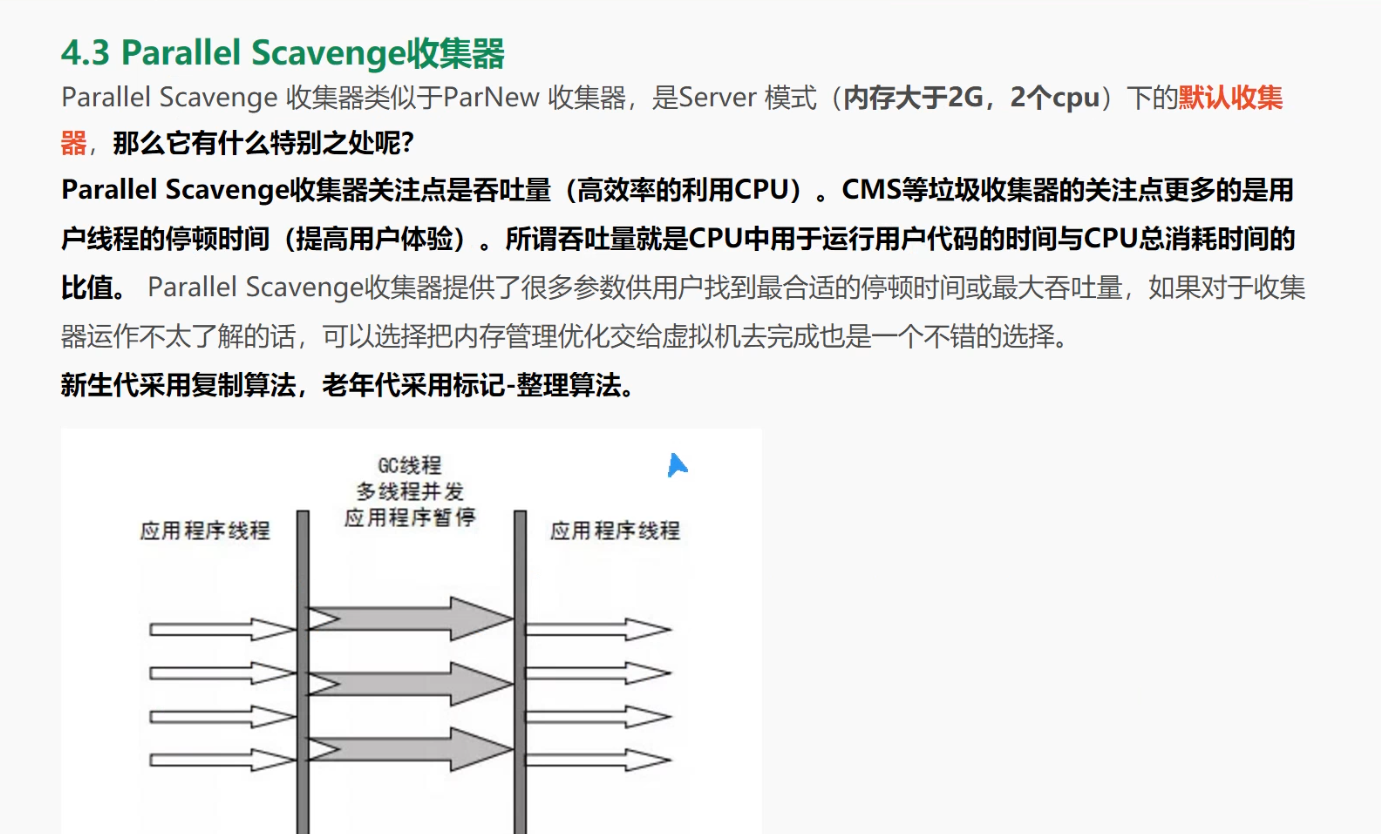 4.3 Parallel Scavenge收集器
Parallel Scavenge 收集器类似于ParNew 收集器，是Server 模式（内存大于2G，2个cpu）下的默认收集
器，那么它有什么特别之处呢？
Parallel Scavenge收集器关注点是吞吐量（高效率的利用CPU）。CMS等垃圾收集器的关注点更多的是用
户线程的停顿时间（提高用户体验）。所谓吞吐量就是CPU中用于运行用户代码的时间与CPU总消耗时间的
比值。 Parallel Scavenge收集器提供了很多参数供用户找到最合适的停顿时间或最大吞吐量，如果对于收集
器运作不太了解的话，可以选择把内存管理优化交给虚拟机去完成也是一个不错的选择。
新生代采用复制算法，老年代采用标记-整理算法。
GC线程
多线程并发
应用程序暂停
应用程序线程
应用程序线程